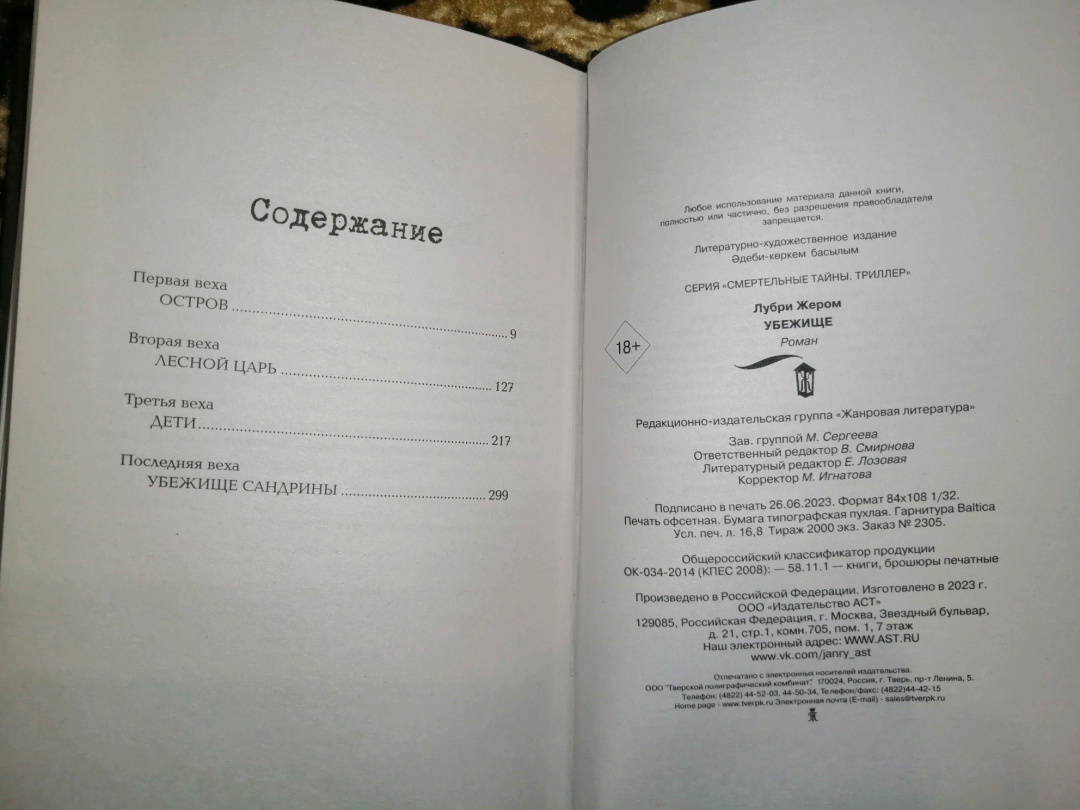 Содержание
Первая веха
ОСТРОВ ........ 9
Вторая веха
ЛЕСНОЙ ЦАРЬ ........ 127
Третья веха
ДЕТИ ........ 217
Последняя веха
УБЕЖИЩЕ САНДРИНЫ ........ 299
Любое использование материала данной книги,
полностью или частично, без разрешения правообладателя
запрещается.
Литературно-художественное издание
Әдеби-көркем басылым
СЕРИЯ «СМЕРТЕЛЬНЫЕ ТАЙНЫ. ТРИЛЛЕР»
Лубри Жером
УБЕЖИЩЕ
Роман
18+
Ж
Редакционно-издательская группа «Жанровая литература»
Зав. группой М. Сергеева
Ответственный редактор В. Смирнова
Литературный редактор Е. Лозовая
Корректор М. Игнатова
Подписано в печать 26.06.2023. Формат 84x108 1/32.
Печать офсетная. Бумага типографская пухлая. Гарнитура Baltica
Усл. печ. л. 16,8 Тираж 2000 экз. Заказ № 2305.
Общероссийский классификатор продукции
ОК-034-2014 (КПЕС 2008): — 58.11.1 — книги, брошюры печатные
Произведено в Российской Федерации. Изготовлено в 2023 г.
ООО «Издательство АСТ»
129085, Российская Федерация, г. Москва, Звездный бульвар,
д. 21, стр.1, комн.705, пом. 1, 7 этаж
Наш электронный адрес: WWW.AST.RU
www.vk.com/janry_ast
Отпечатано с электронных носителей издательства.
ООО "Тверской полиграфический комбинат". 170024, Россия, г. Тверь, пр-т Ленина, 5.
Телефон: (4822) 44-52-03, 44-50-34, Телефон/факс: (4822)44-42-15
Home page - www.tverpk.ru Электронная почта (E-mail) - sales@tverpk.ru